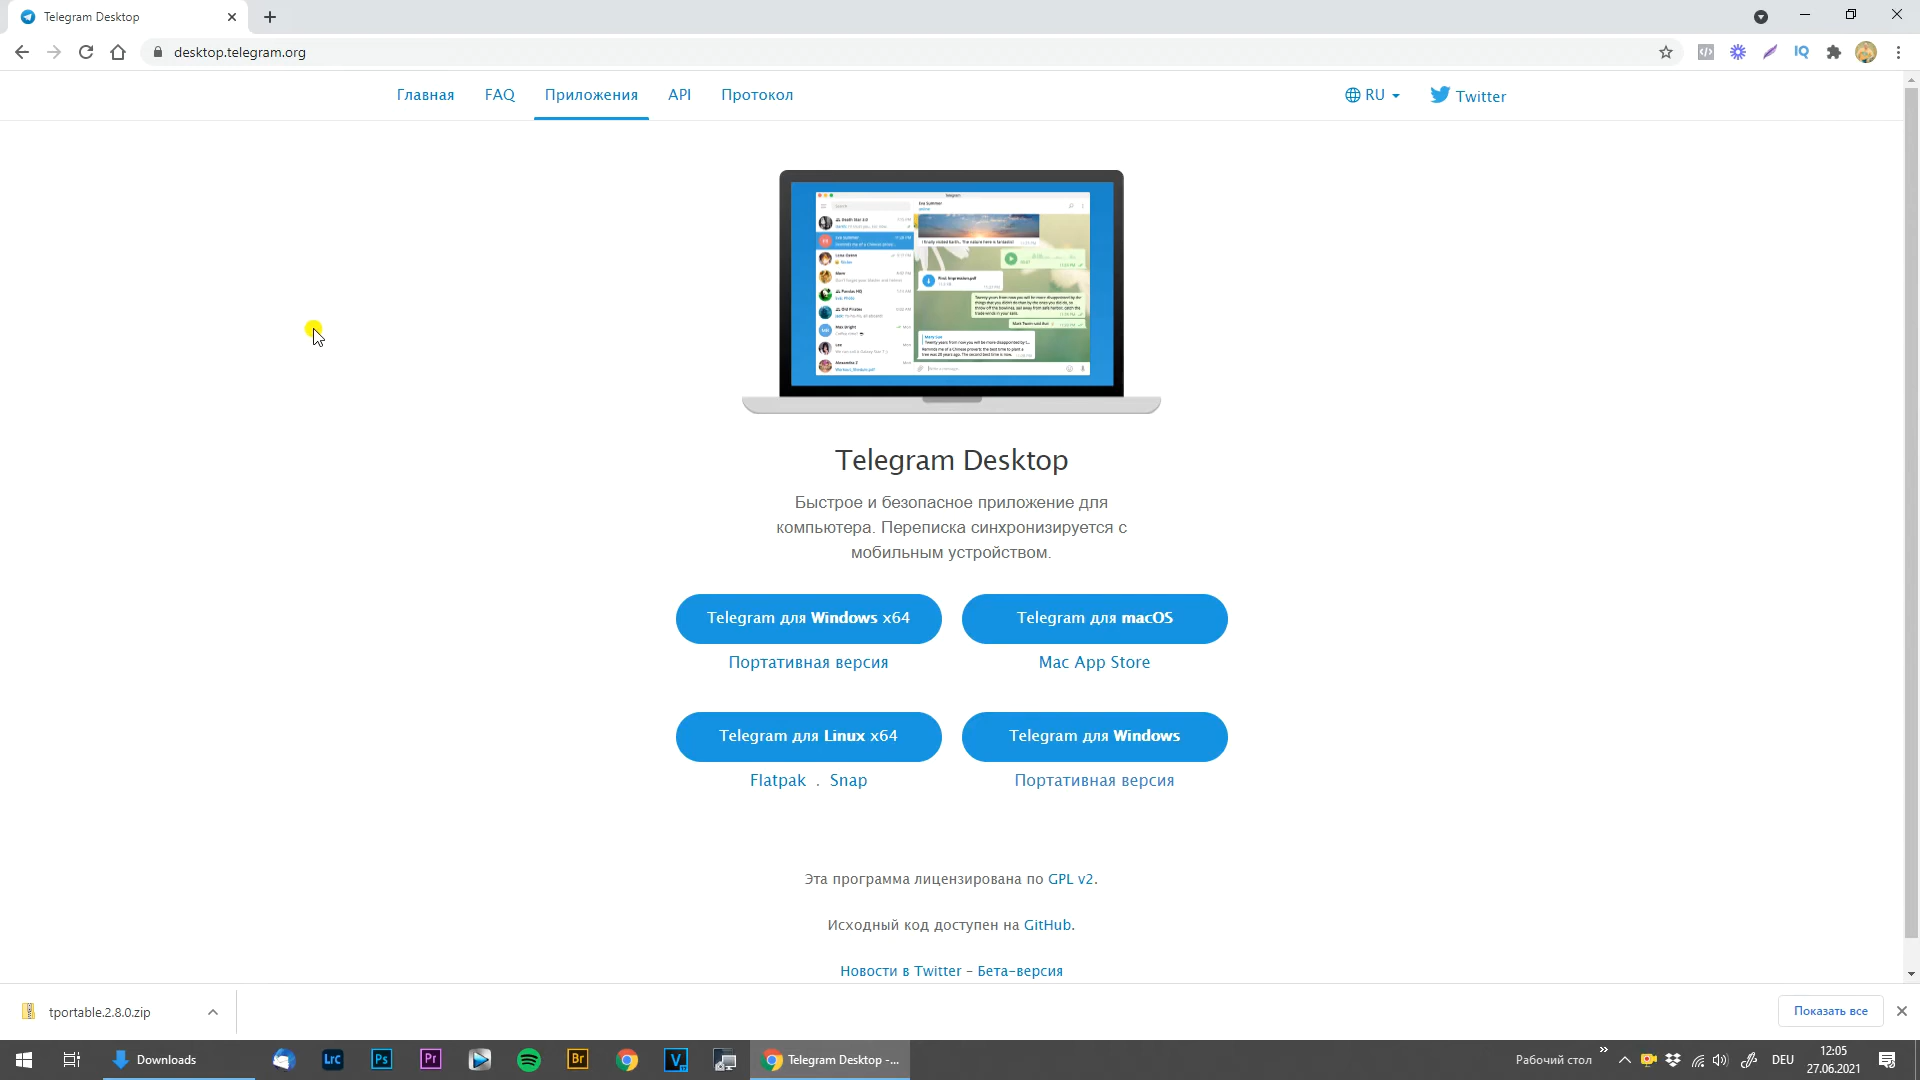 Telegram Desktop
desktop.telegram.org
Главная FAQ Приложения API Протокол RU Twitter
Telegram Desktop
Быстрое и безопасное приложение для
компьютера. Переписка синхронизируется с
мобильным устройством.
Telegram для Windows x64
Портативная версия
Telegram для macOS
Mac App Store
Telegram для Linux x64
Flatpak . Snap
Telegram для Windows
Портативная версия
Эта программа лицензирована по GPL v2.
Исходный код доступен на GitHub.
Новости в Twitter – Бета-версия
tportable.2.8.0.zip
Показать все
Downloads
Lrc
Ps
Pr
Br
Telegram Desktop -...
Рабочий стол
DEU
12:05
27.06.2021